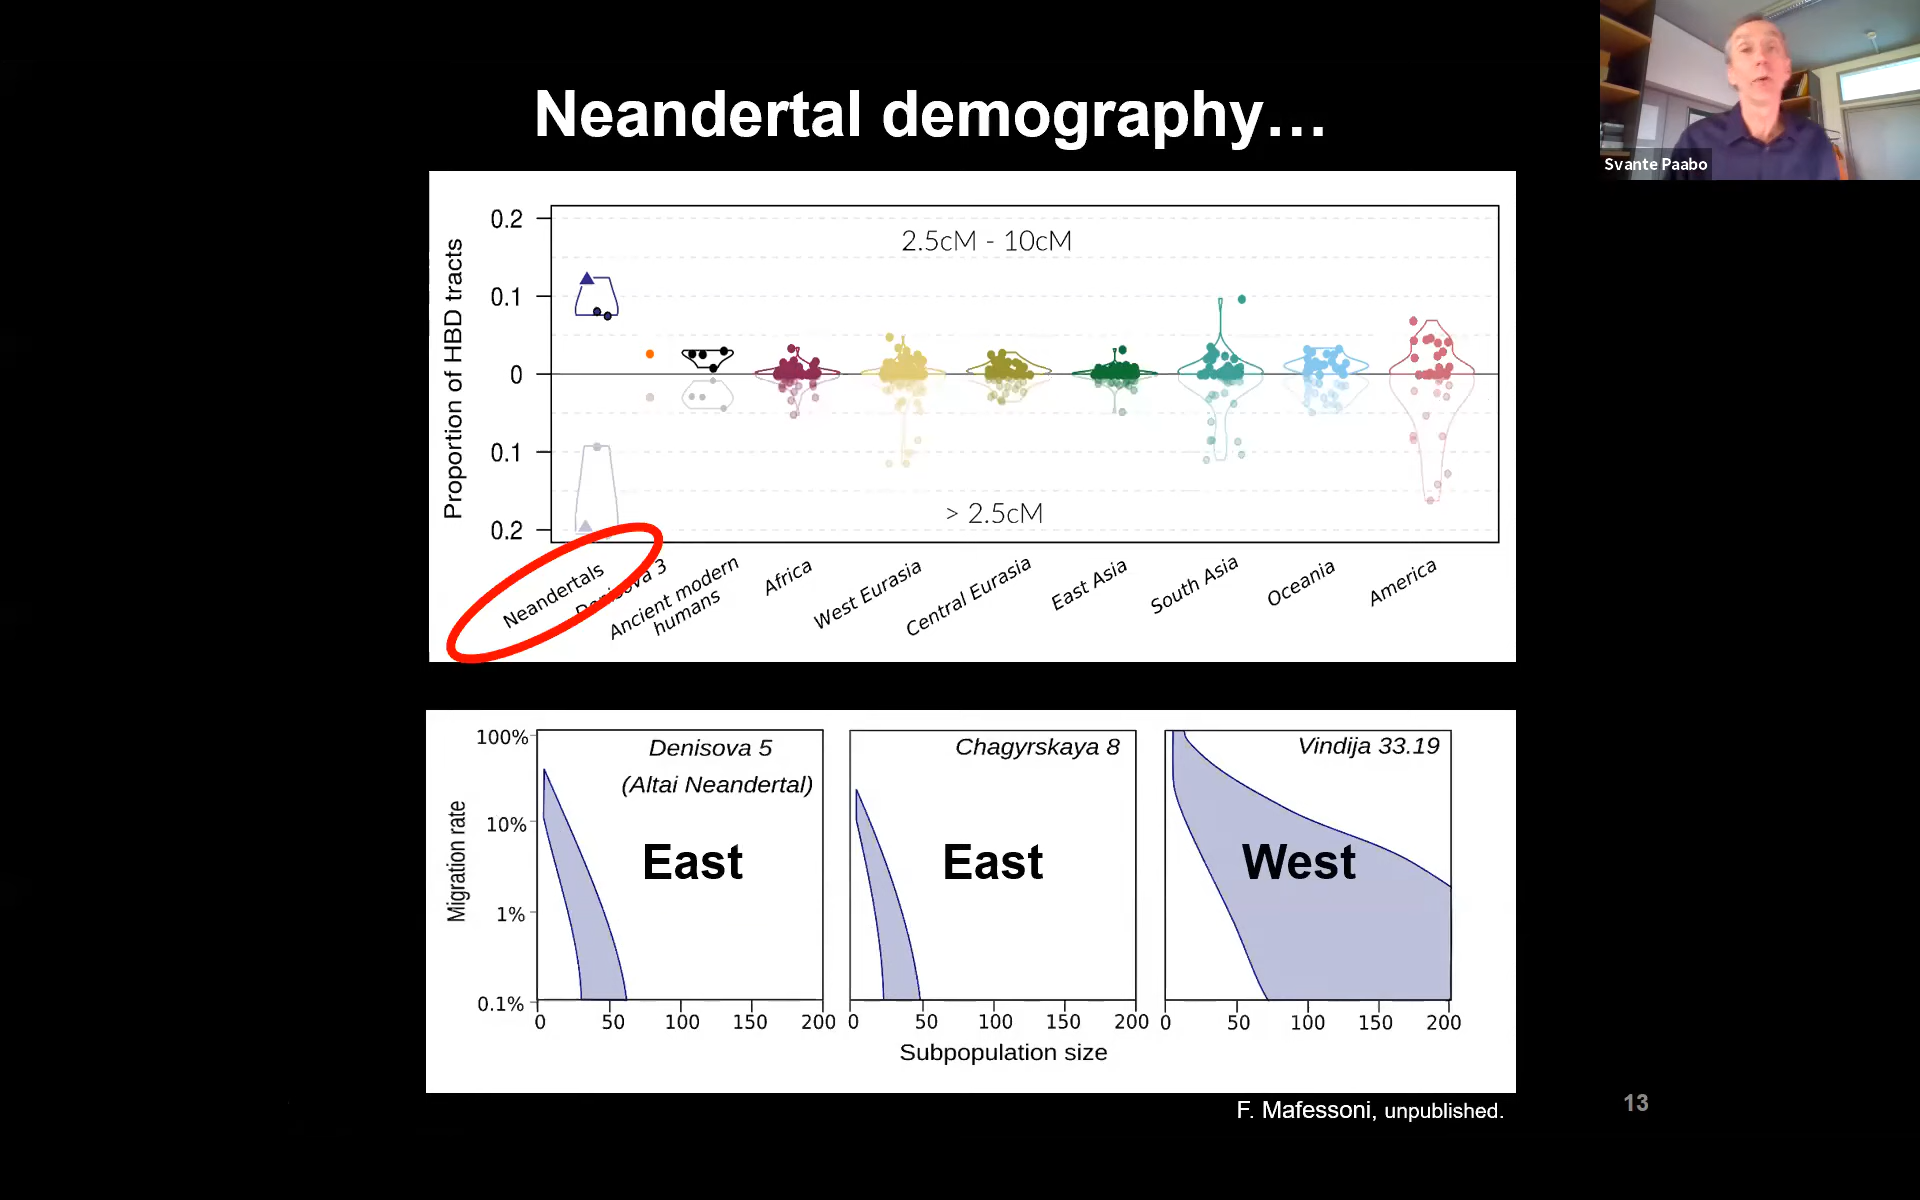 Neandertal demography…
Svante Paabo
Proportion of HBD tracts
0.2
0.1
0
0.1
0.2
2.5cM - 10cM
> 2.5cM
Neandertals
Denisova 3
Ancient modern
humans
Africa
West Eurasia
Central Eurasia
East Asia
South Asia
Oceania
America
Migration rate
100%
10%
1%
0.1%
Denisova 5
(Altai Neandertal)
East
0 50 100 150 200
Chagyrskaya 8
East
0 50 100 150 200
Vindija 33.19
West
0 50 100 150 200
Subpopulation size
F. Mafessoni, unpublished.
13